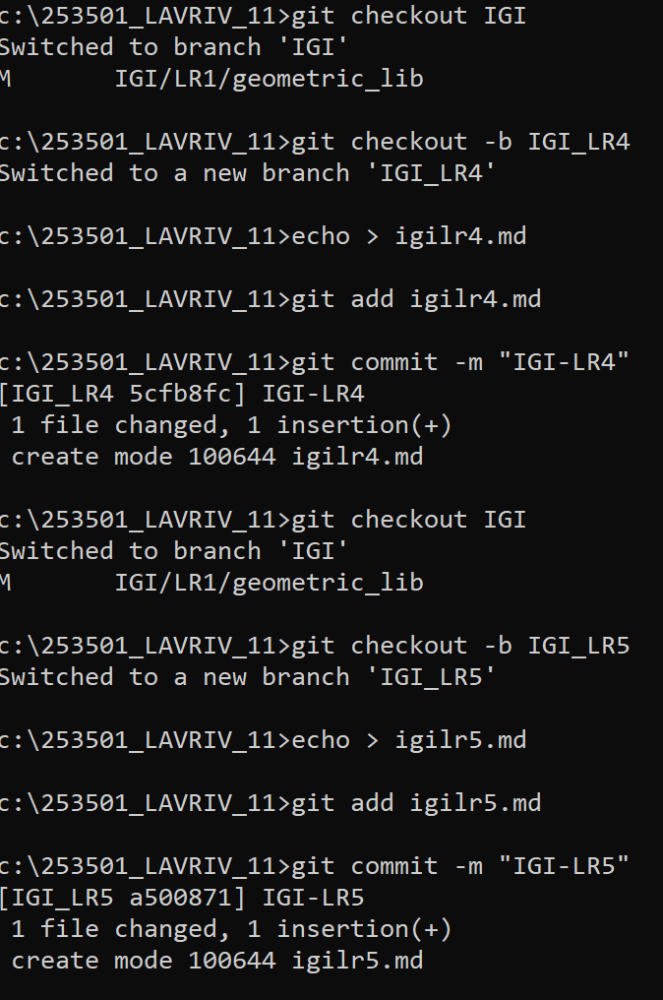 c:\253501_LAVRIV_11>git checkout IGI
Switched to branch 'IGI'
M       IGI/LR1/geometric_lib
c:\253501_LAVRIV_11>git checkout -b IGI_LR4
Switched to a new branch 'IGI_LR4'
c:\253501_LAVRIV_11>echo > igilr4.md
c:\253501_LAVRIV_11>git add igilr4.md
c:\253501_LAVRIV_11>git commit -m "IGI-LR4"
[IGI_LR4 5cfb8fc] IGI-LR4
 1 file changed, 1 insertion(+)
 create mode 100644 igilr4.md
c:\253501_LAVRIV_11>git checkout IGI
Switched to branch 'IGI'
M       IGI/LR1/geometric_lib
c:\253501_LAVRIV_11>git checkout -b IGI_LR5
Switched to a new branch 'IGI_LR5'
c:\253501_LAVRIV_11>echo > igilr5.md
c:\253501_LAVRIV_11>git add igilr5.md
c:\253501_LAVRIV_11>git commit -m "IGI-LR5"
[IGI_LR5 a500871] IGI-LR5
 1 file changed, 1 insertion(+)
 create mode 100644 igilr5.md